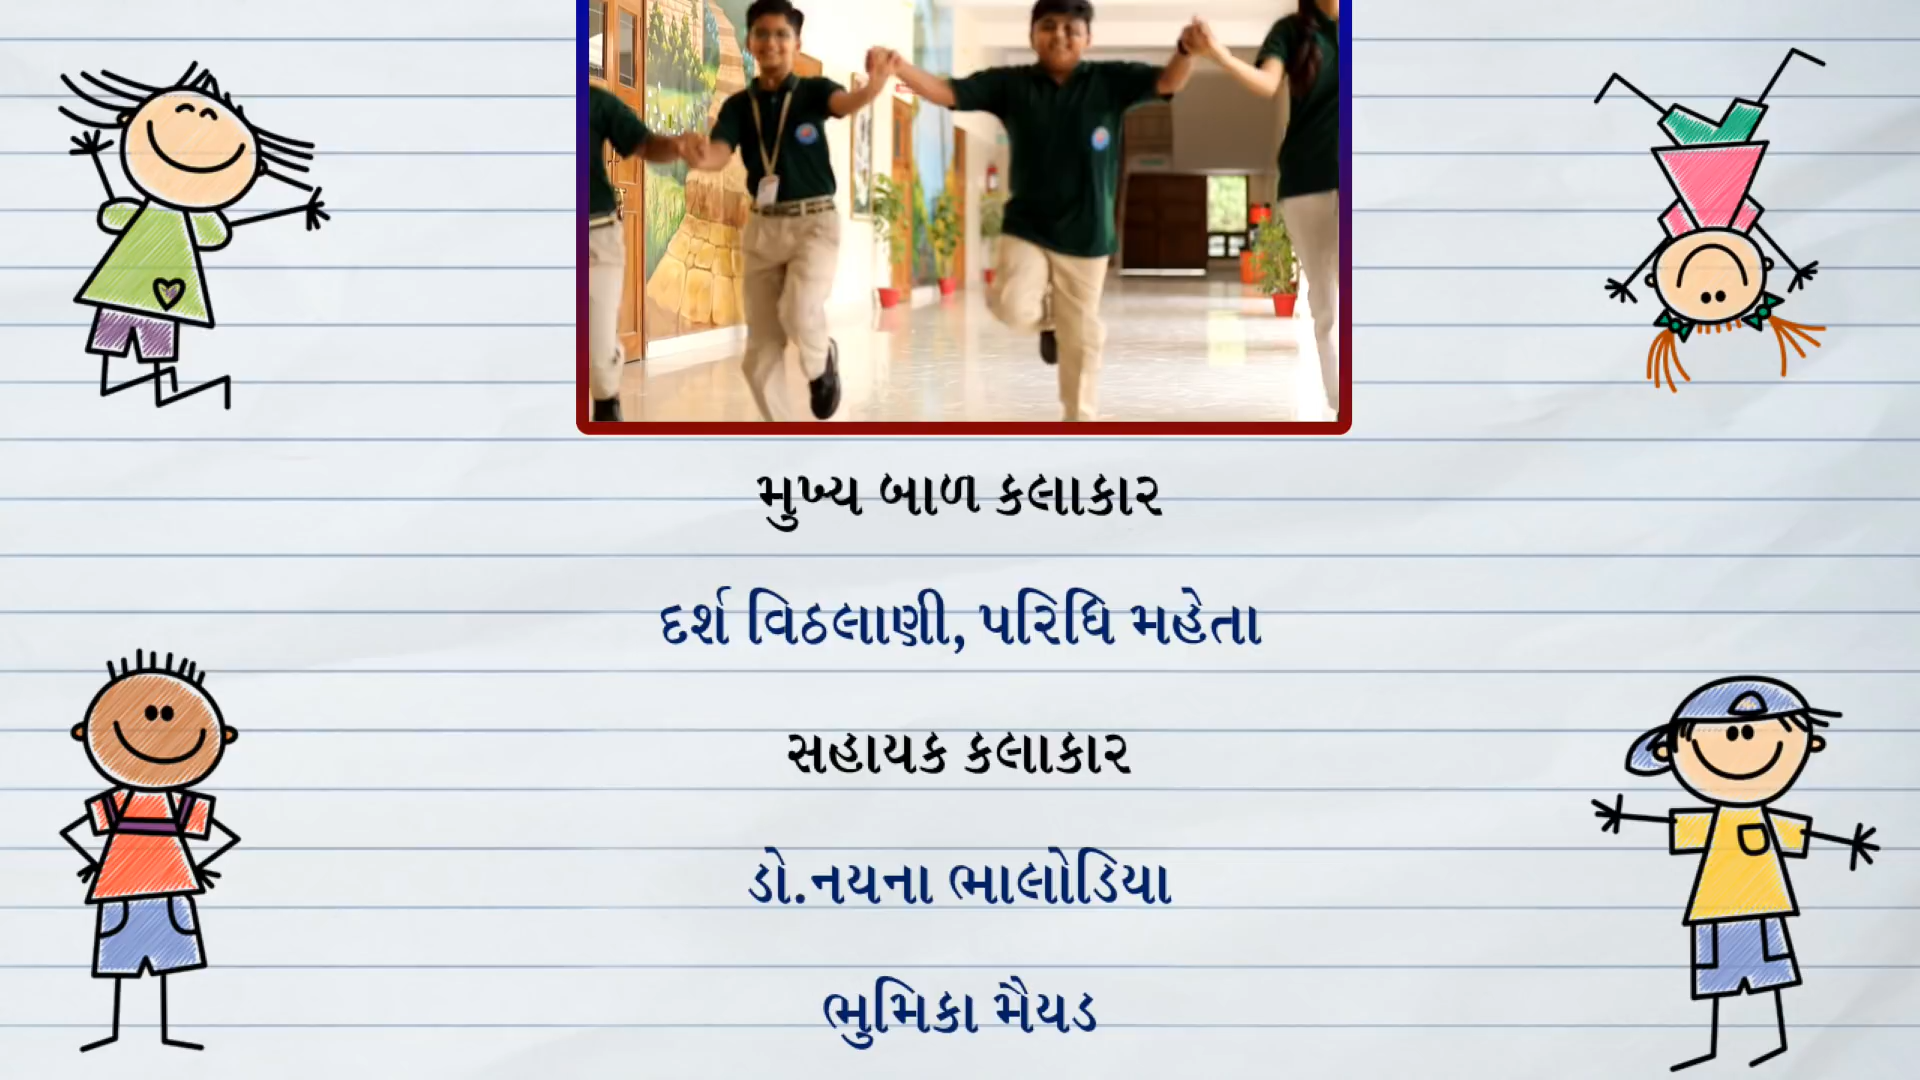 મુખ્ય બાળ કલાકાર
દર્શ વિઠલાણી, પરિધિ મહેતા
સહાયક કલાકાર
ડો.નયના ભાલોડિયા
ભુમિકા મૈયડ